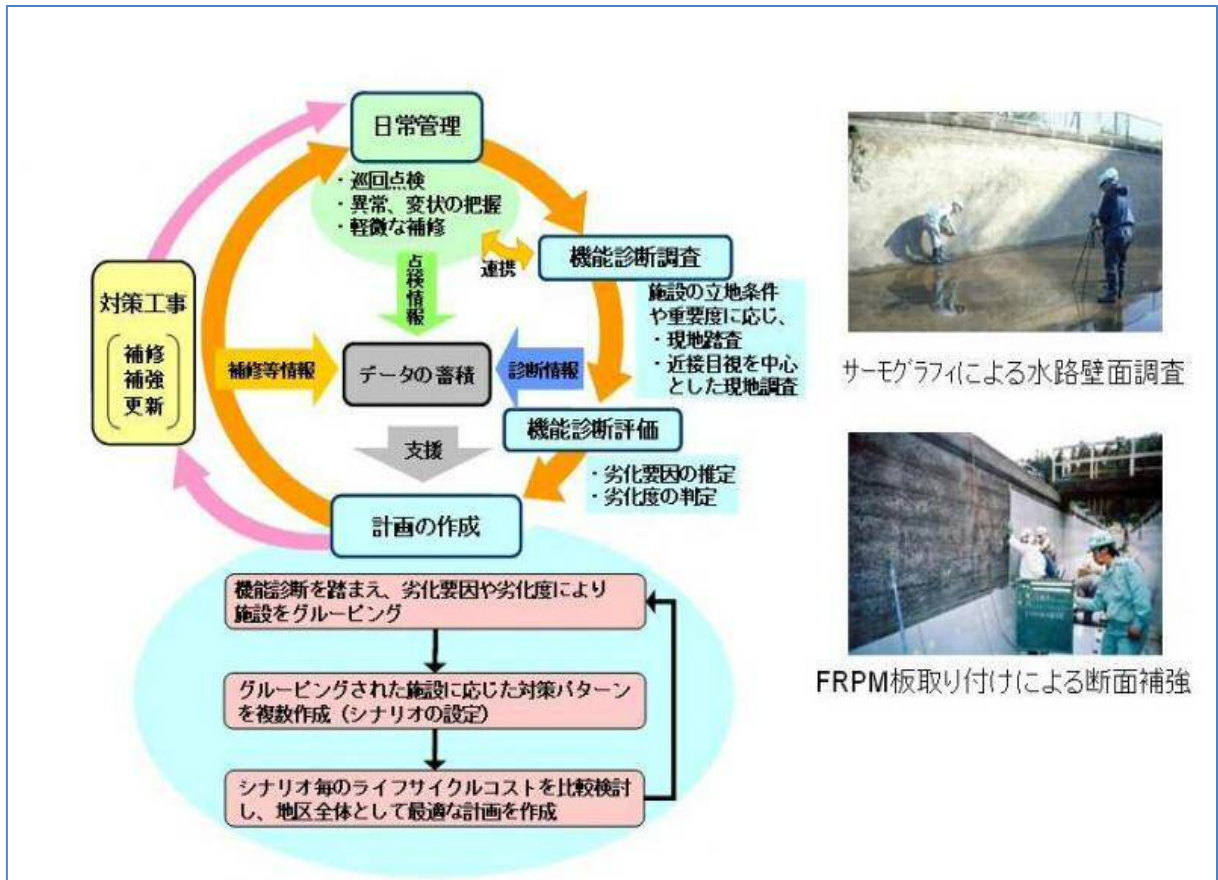 日常管理
・巡回点検
・異常、変状の把握
・軽微な補修
点検情報
連携
機能診断調査
施設の立地条件
や重要度に応じ、
・現地踏査
・近接目視を中心
とした現地調査
対策工事
補修
補強
更新
補修等情報
データの蓄積
診断情報
機能診断評価
・劣化要因の推定
・劣化度の判定
支援
計画の作成
機能診断を踏まえ、劣化要因や劣化度により
施設をグルーピング
グルーピングされた施設に応じた対策パターン
を複数作成（シナリオの設定）
シナリオ毎のライフサイクルコストを比較検討
し、地区全体として最適な計画を作成
サーモグラフィによる水路壁面調査
FRPM板取り付けによる断面補強